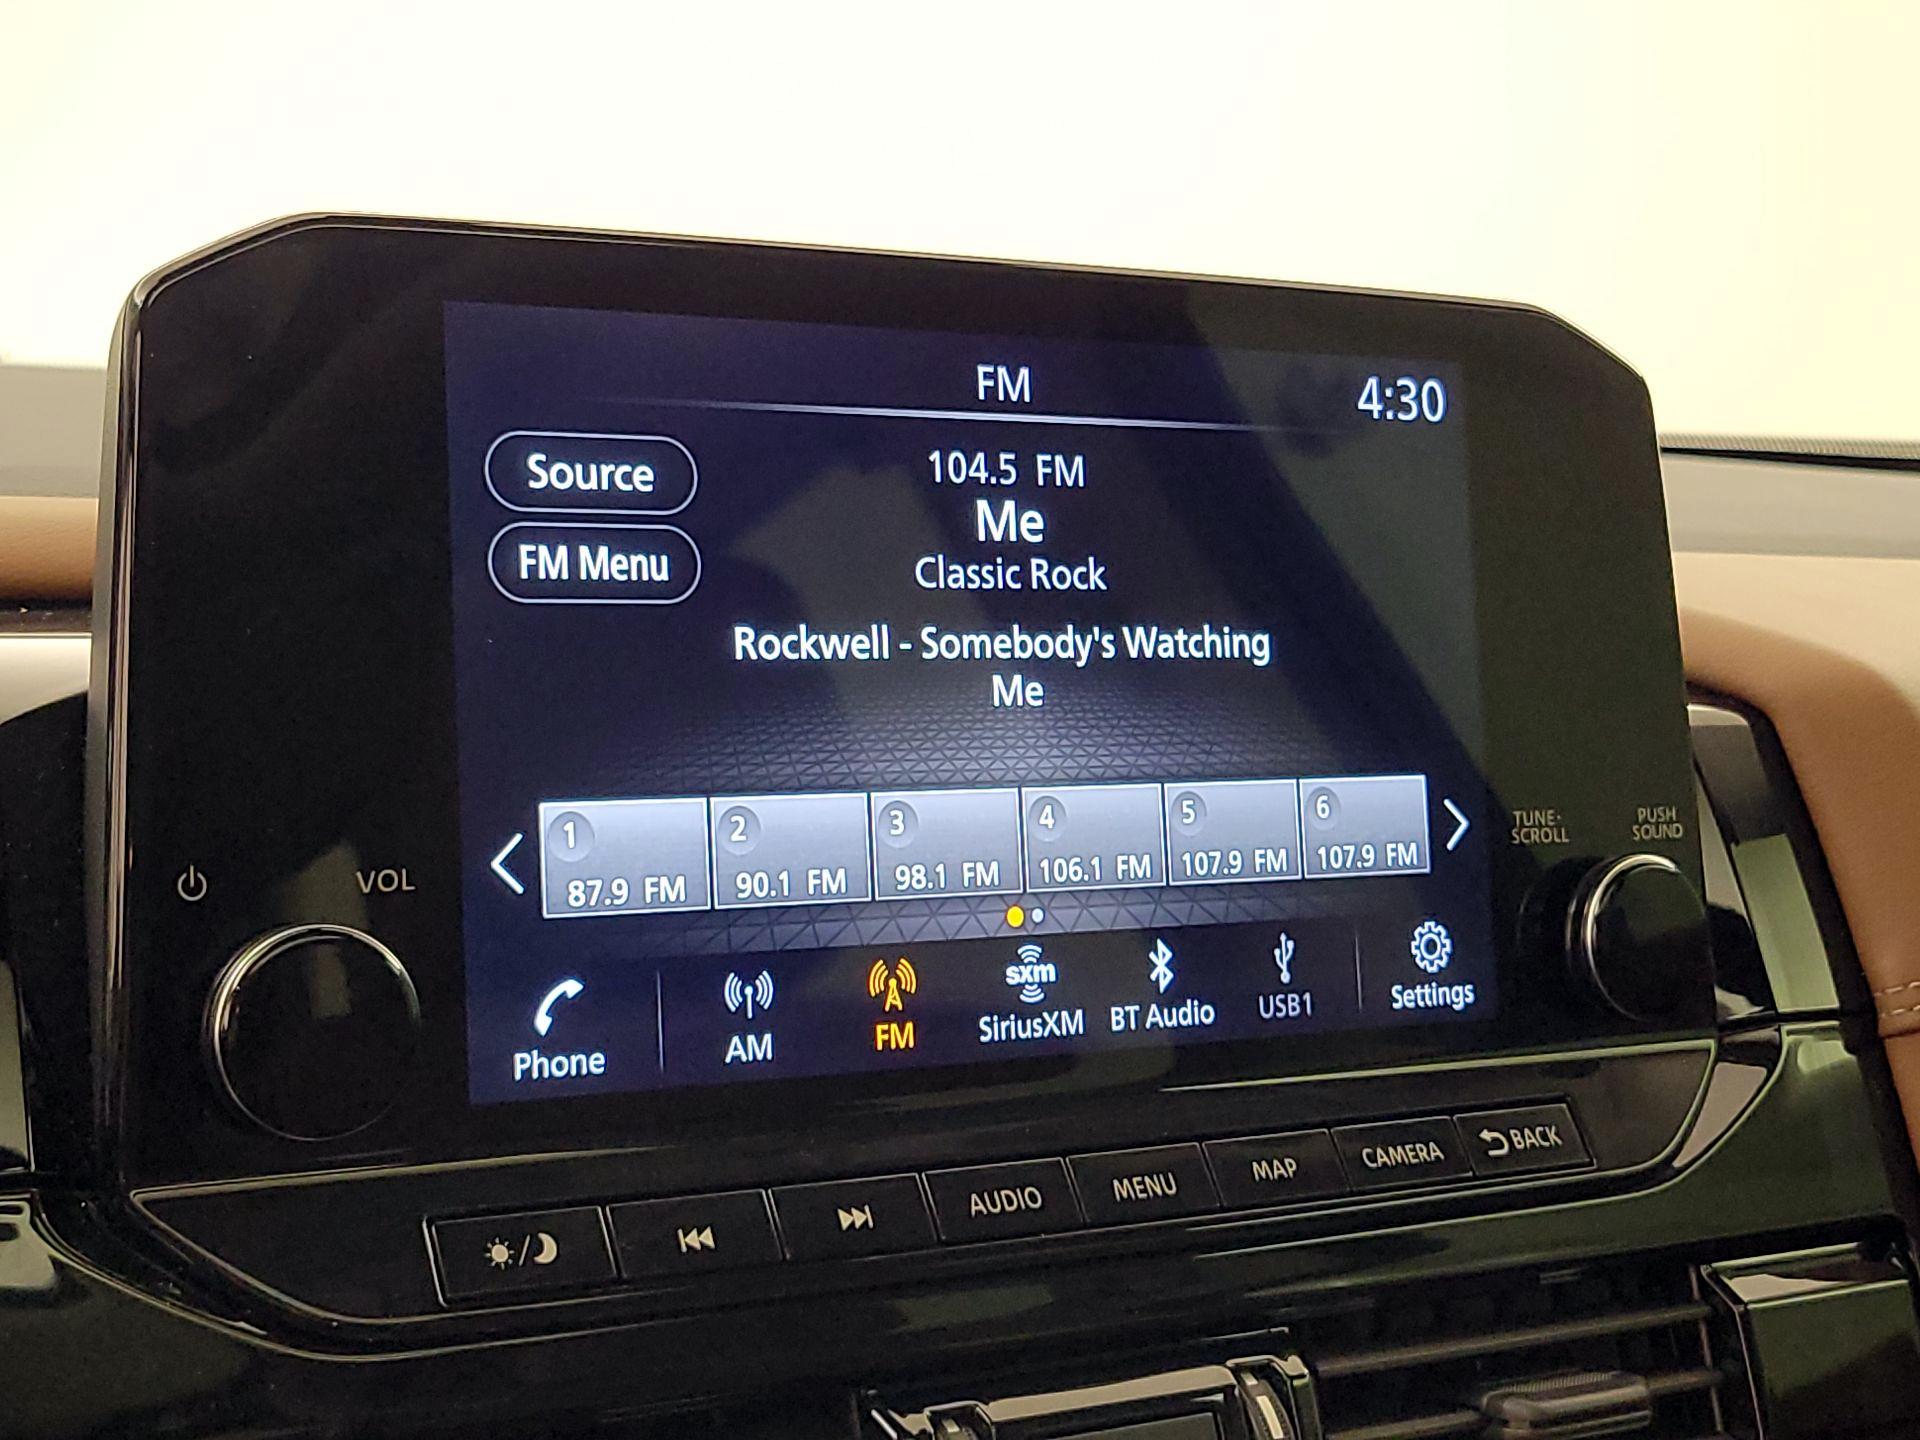 FM
4:30
Source
104.5 FM
Me
FM Menu
Classic Rock
Rockwell - Somebody's Watching
Me
1
87.9 FM
2
90.1 FM
3
98.1 FM
4
106.1 FM
5
107.9 FM
6
107.9 FM
VOL
TUNE·
SCROLL
PUSH
SOUND
Phone
AM
FM
sxm
SiriusXM
BT Audio
USB1
Settings
/
AUDIO
MENU
MAP
CAMERA
BACK